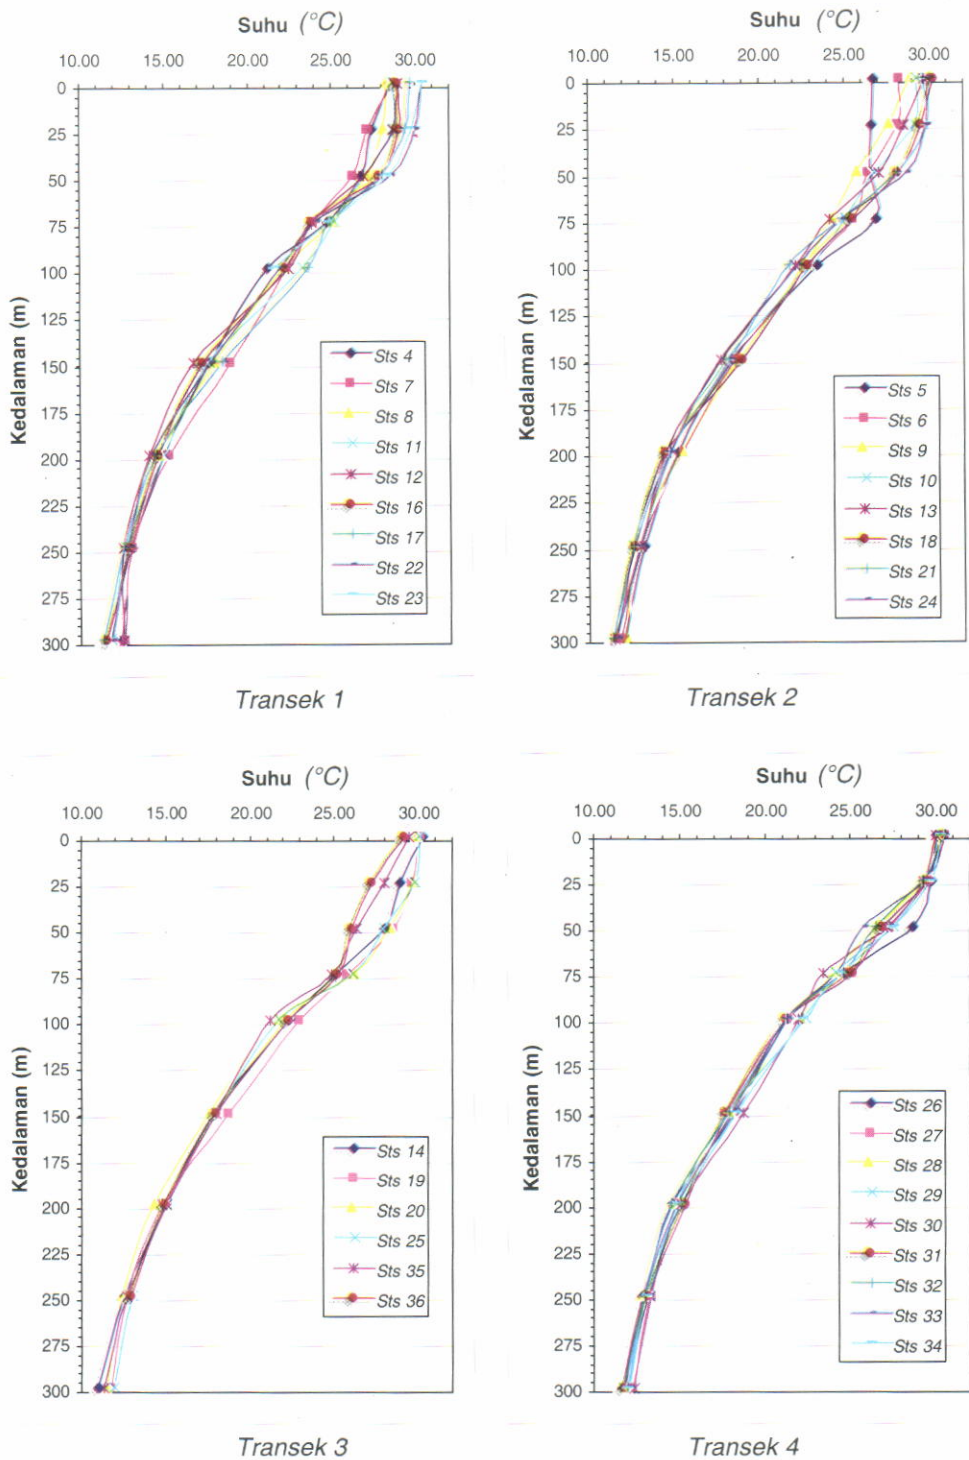 Suhu (°C)
10.00 15.00 20.00 25.00 30.00
0
25
50
75
100
125
150
175
200
225
250
275
300
Kedalaman (m)
Sts 4
Sts 7
Sts 8
Sts 11
Sts 12
Sts 16
Sts 17
Sts 22
Sts 23
Transek 1
Suhu (°C)
10.00 15.00 20.00 25.00 30.00
0
25
50
75
100
125
150
175
200
225
250
275
300
Kedalaman (m)
Sts 5
Sts 6
Sts 9
Sts 10
Sts 13
Sts 18
Sts 21
Sts 24
Transek 2
Suhu (°C)
10.00 15.00 20.00 25.00 30.00
0
25
50
75
100
125
150
175
200
225
250
275
300
Kedalaman (m)
Sts 14
Sts 19
Sts 20
Sts 25
Sts 35
Sts 36
Transek 3
Suhu (°C)
10.00 15.00 20.00 25.00 30.00
0
25
50
75
100
125
150
175
200
225
250
275
300
Kedalaman (m)
Sts 26
Sts 27
Sts 28
Sts 29
Sts 30
Sts 31
Sts 32
Sts 33
Sts 34
Transek 4